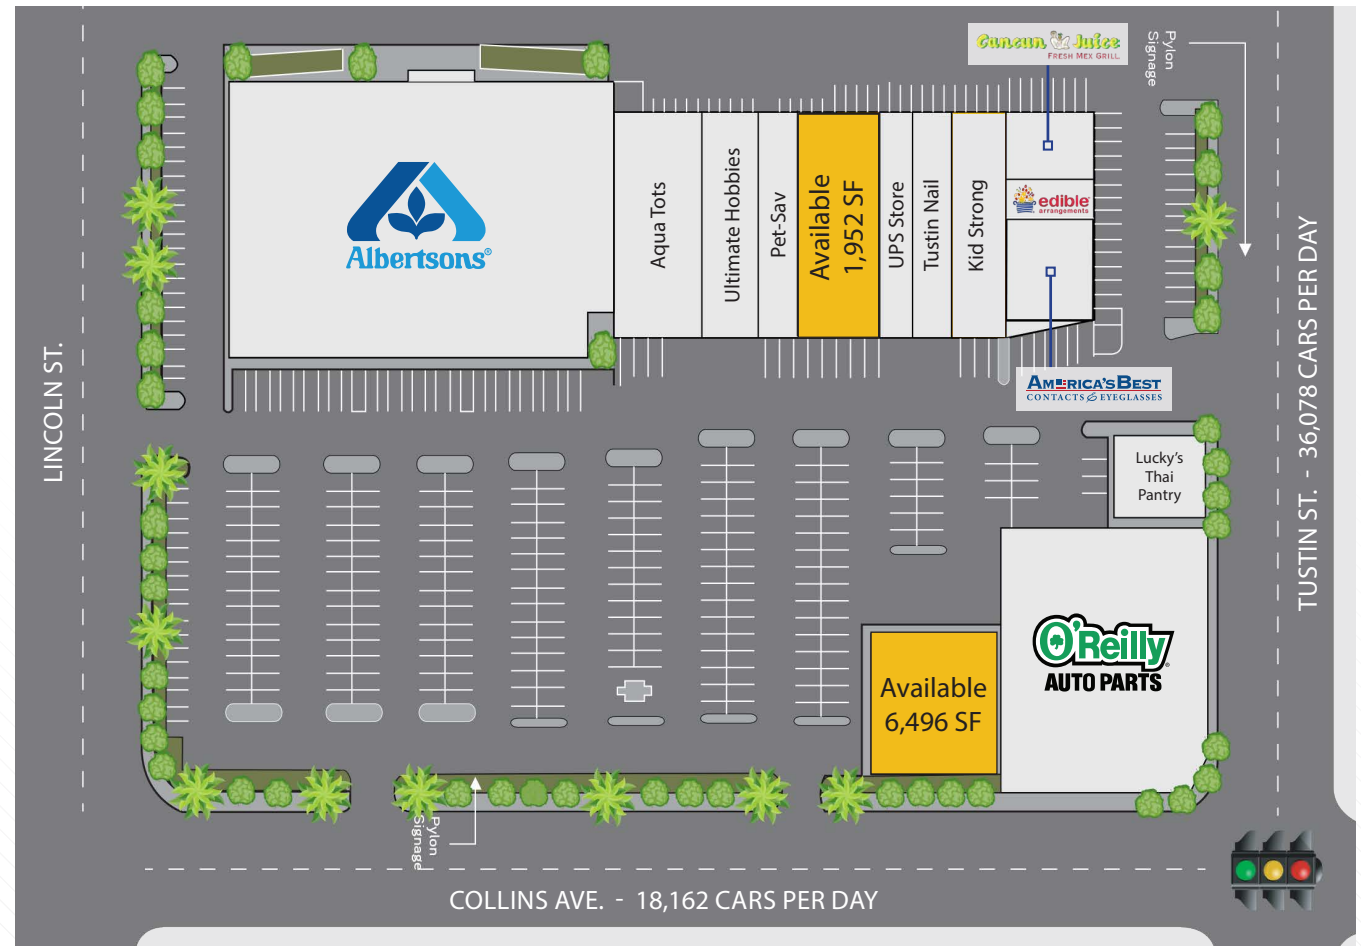 Cancun Juice
FRESH MEX GRILL
Pylon
Signage
Albertsons®
Aqua Tots
Ultimate Hobbies
Pet-Sav
Available
1,952 SF
UPS Store
Tustin Nail
Kid Strong
edible®
arrangements
AMERICA'S BEST
CONTACTS & EYEGLASSES
LINCOLN ST.
TUSTIN ST. - 36,078 CARS PER DAY
Lucky's
Thai
Pantry
O'Reilly®
AUTO PARTS
Available
6,496 SF
Pylon
Signage
COLLINS AVE. - 18,162 CARS PER DAY